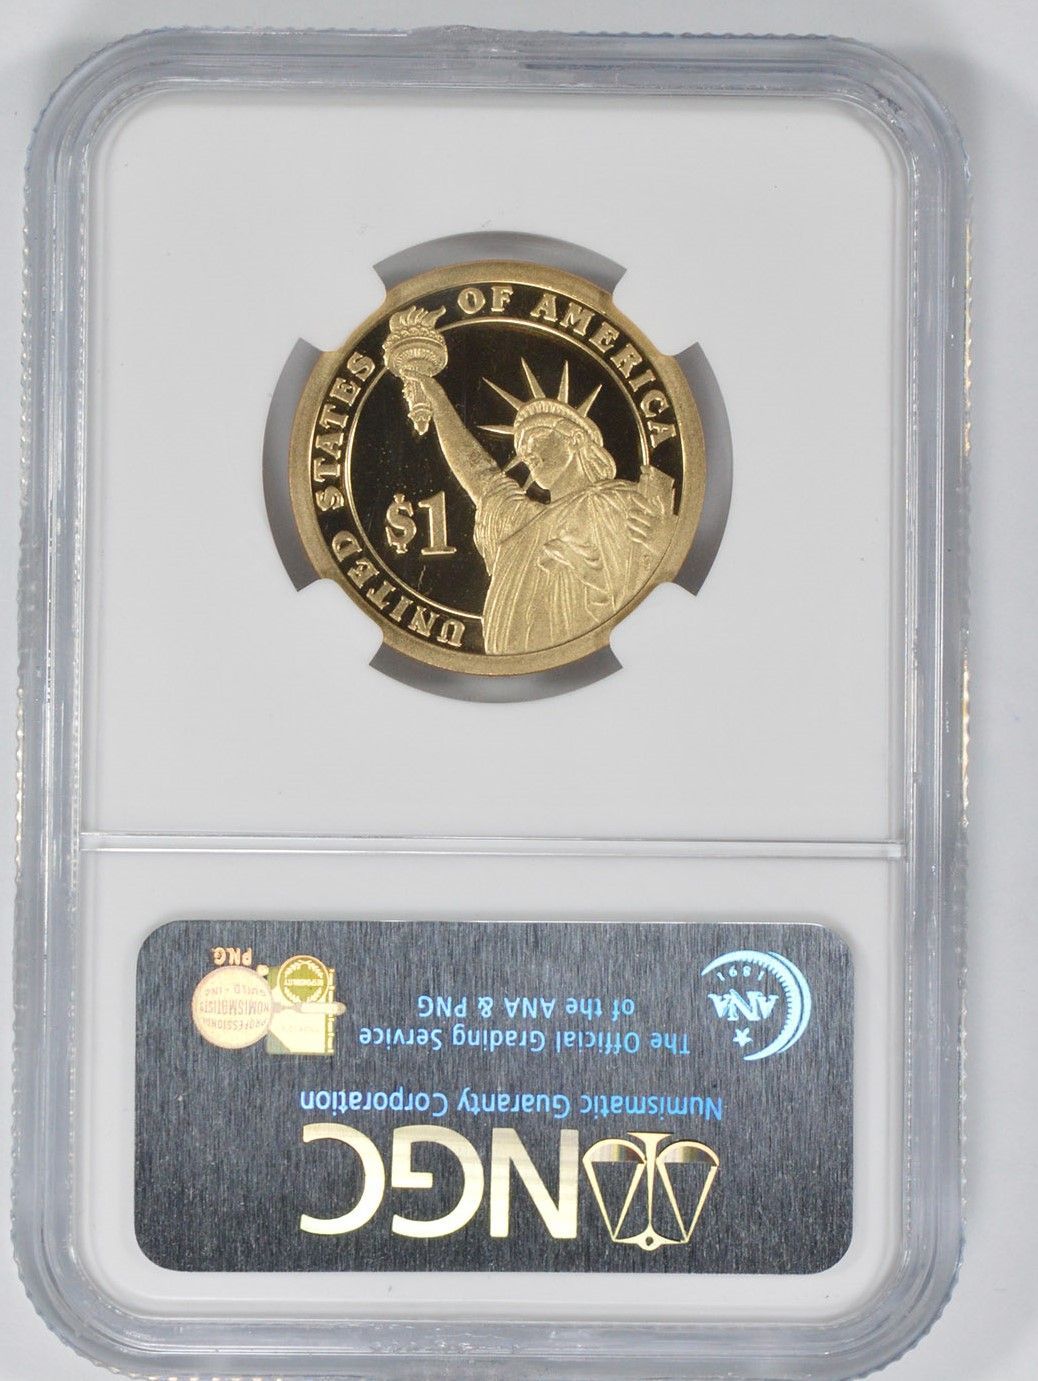 UNITED STATES OF AMERICA
$1
NGC
Numismatic Guaranty Corporation
The Official Grading Service
of the ANA & PNG
ANA
1891
PROFESSIONAL
NUMISMATISTS
GUILD • INC
PNG